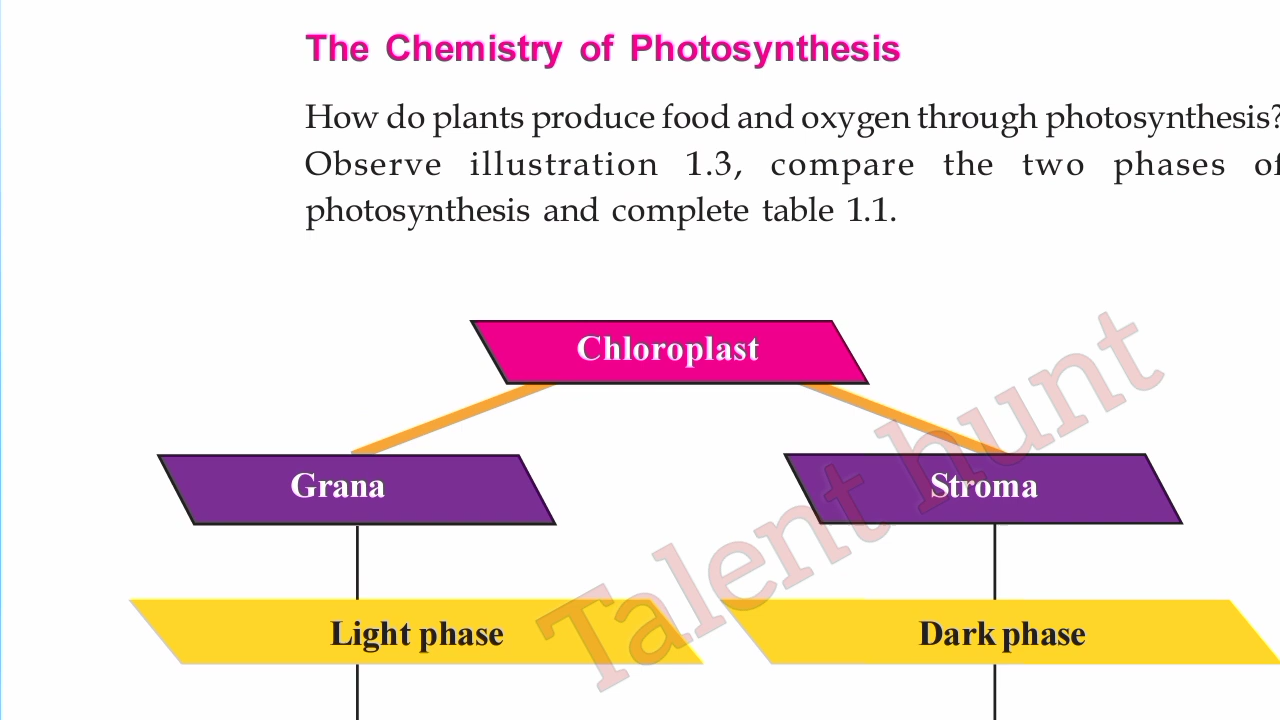 The Chemistry of Photosynthesis
How do plants produce food and oxygen through photosynthesis?
Observe illustration 1.3, compare the two phases of
photosynthesis and complete table 1.1.
Chloroplast
Grana
Stroma
Light phase
Dark phase
Talent hunt